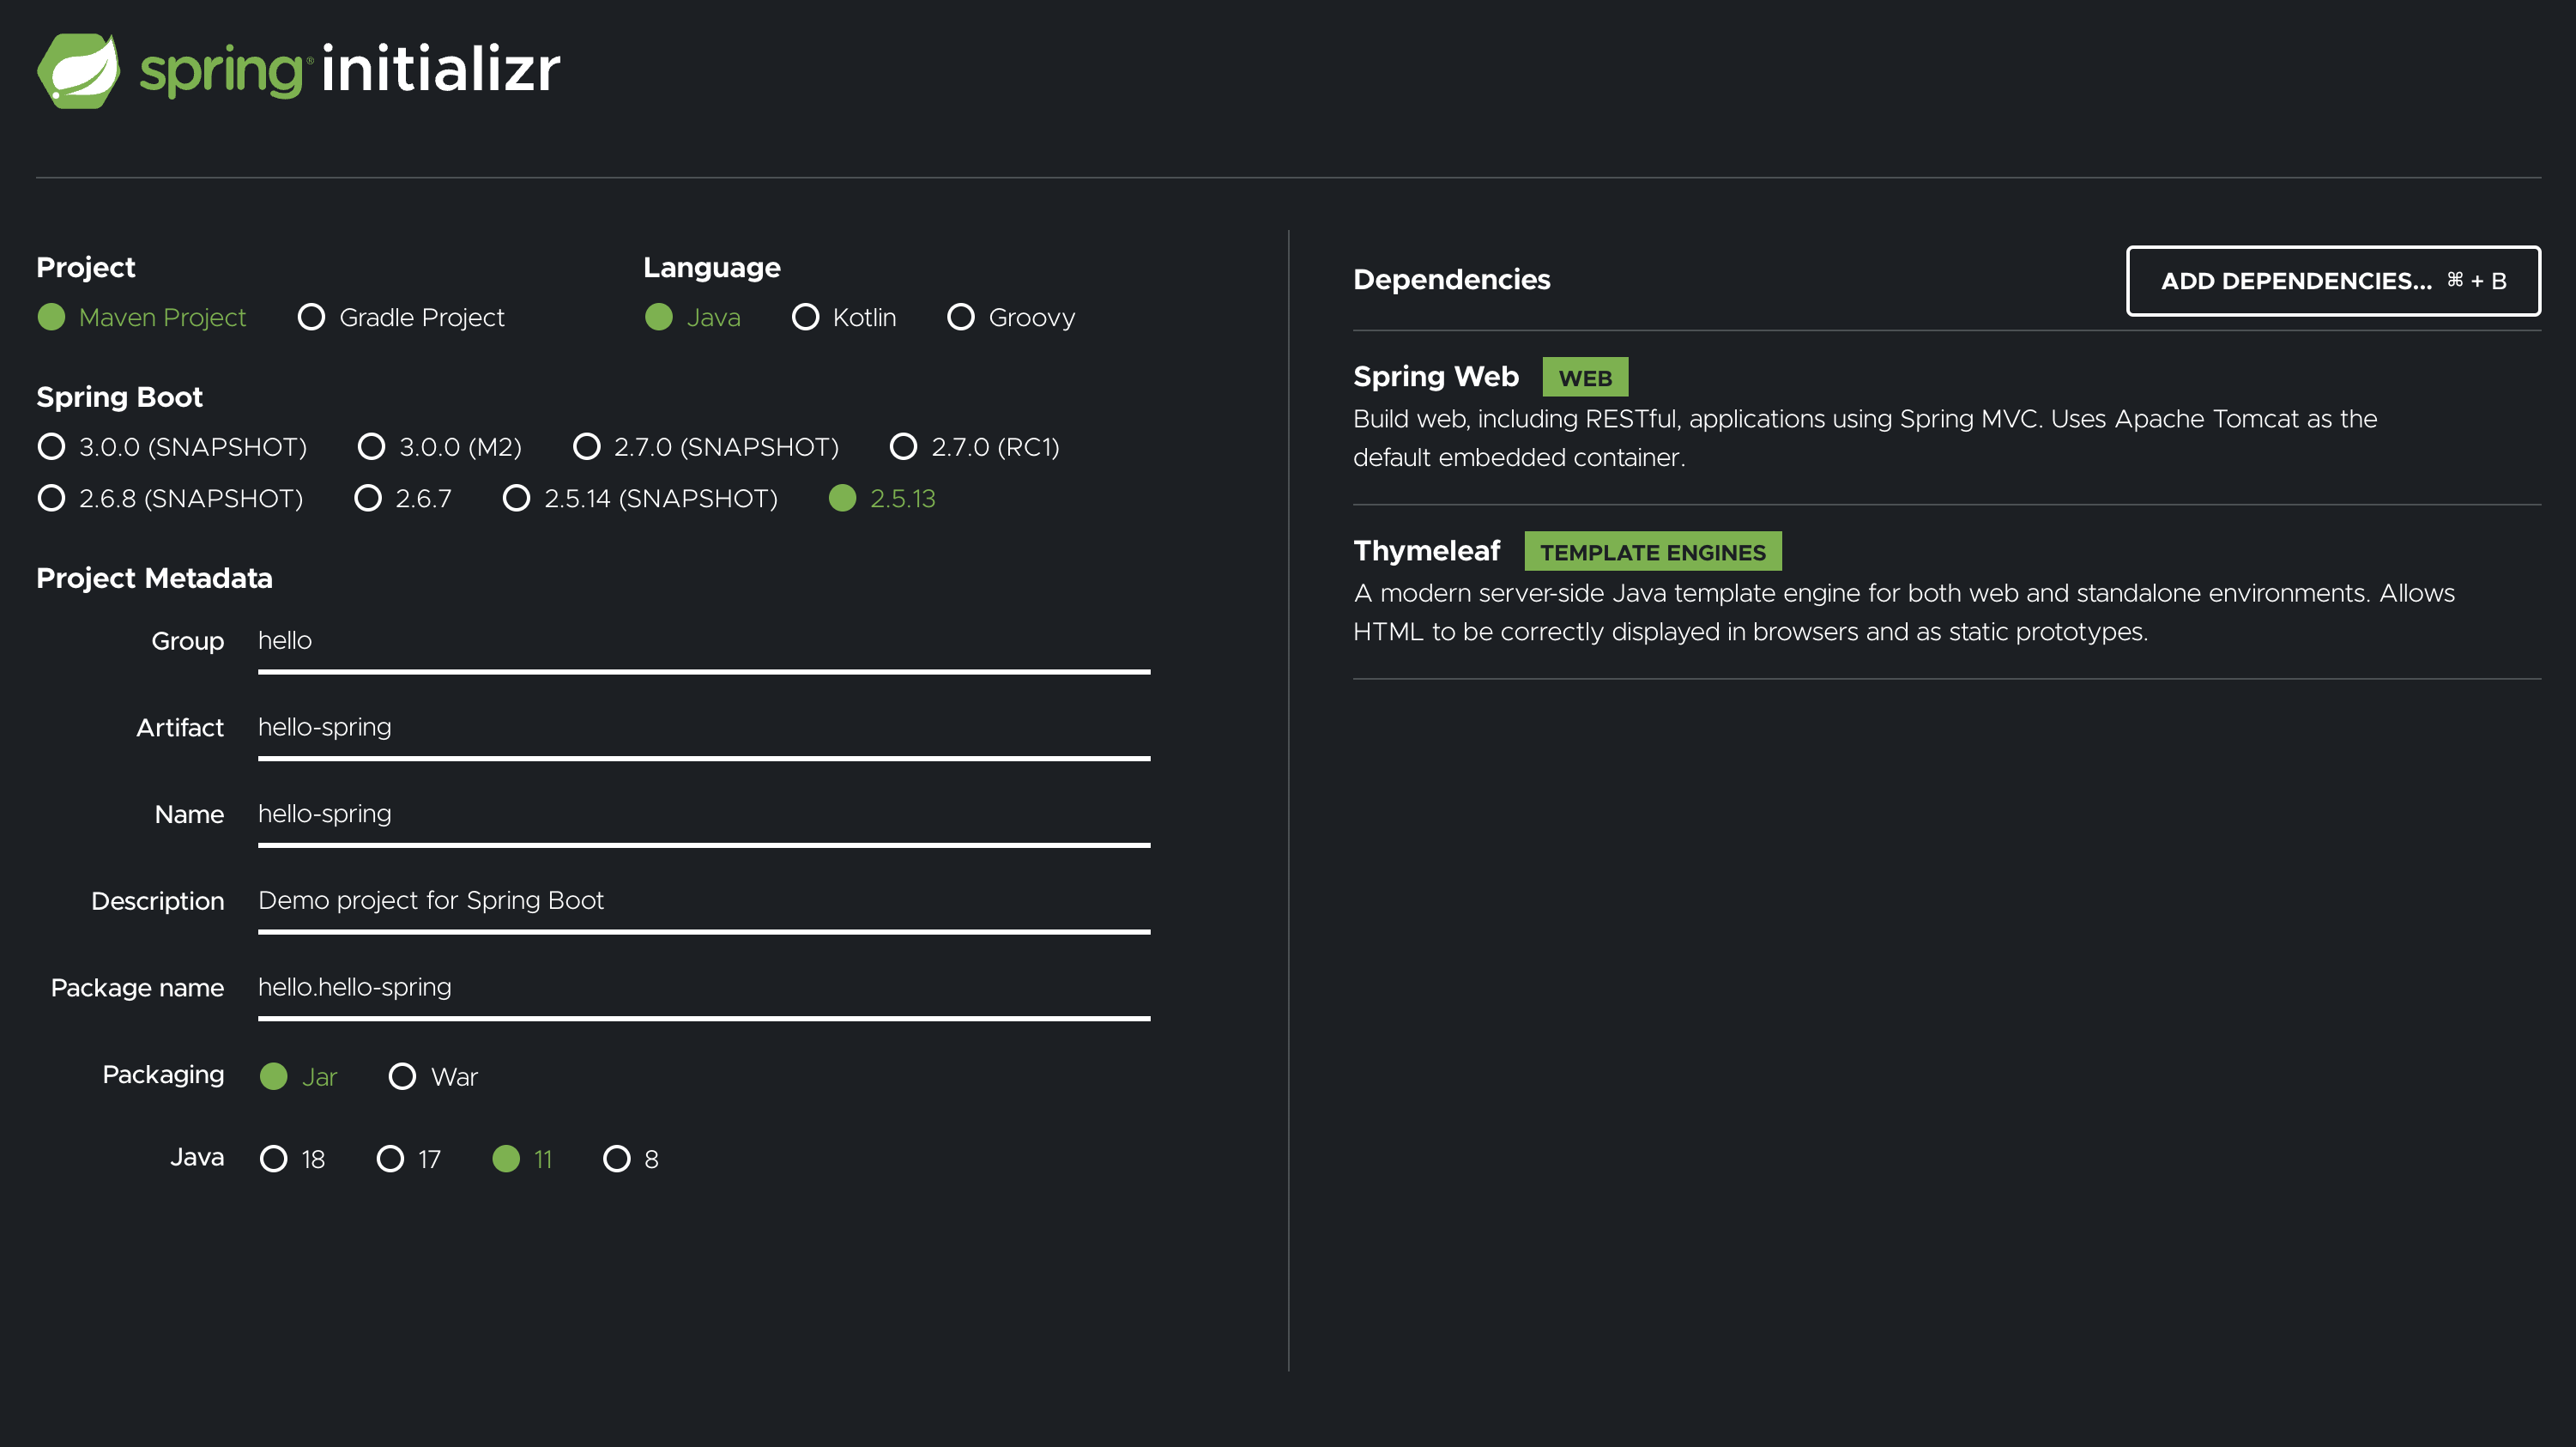 spring® initializr
Project
Maven Project Gradle Project
Language
Java Kotlin Groovy
Spring Boot
3.0.0 (SNAPSHOT) 3.0.0 (M2) 2.7.0 (SNAPSHOT) 2.7.0 (RC1)
2.6.8 (SNAPSHOT) 2.6.7 2.5.14 (SNAPSHOT) 2.5.13
Project Metadata
Group hello
Artifact hello-spring
Name hello-spring
Description Demo project for Spring Boot
Package name hello.hello-spring
Packaging Jar War
Java 18 17 11 8
Dependencies
ADD DEPENDENCIES... ⌘ + B
Spring Web WEB
Build web, including RESTful, applications using Spring MVC. Uses Apache Tomcat as the
default embedded container.
Thymeleaf TEMPLATE ENGINES
A modern server-side Java template engine for both web and standalone environments. Allows
HTML to be correctly displayed in browsers and as static prototypes.